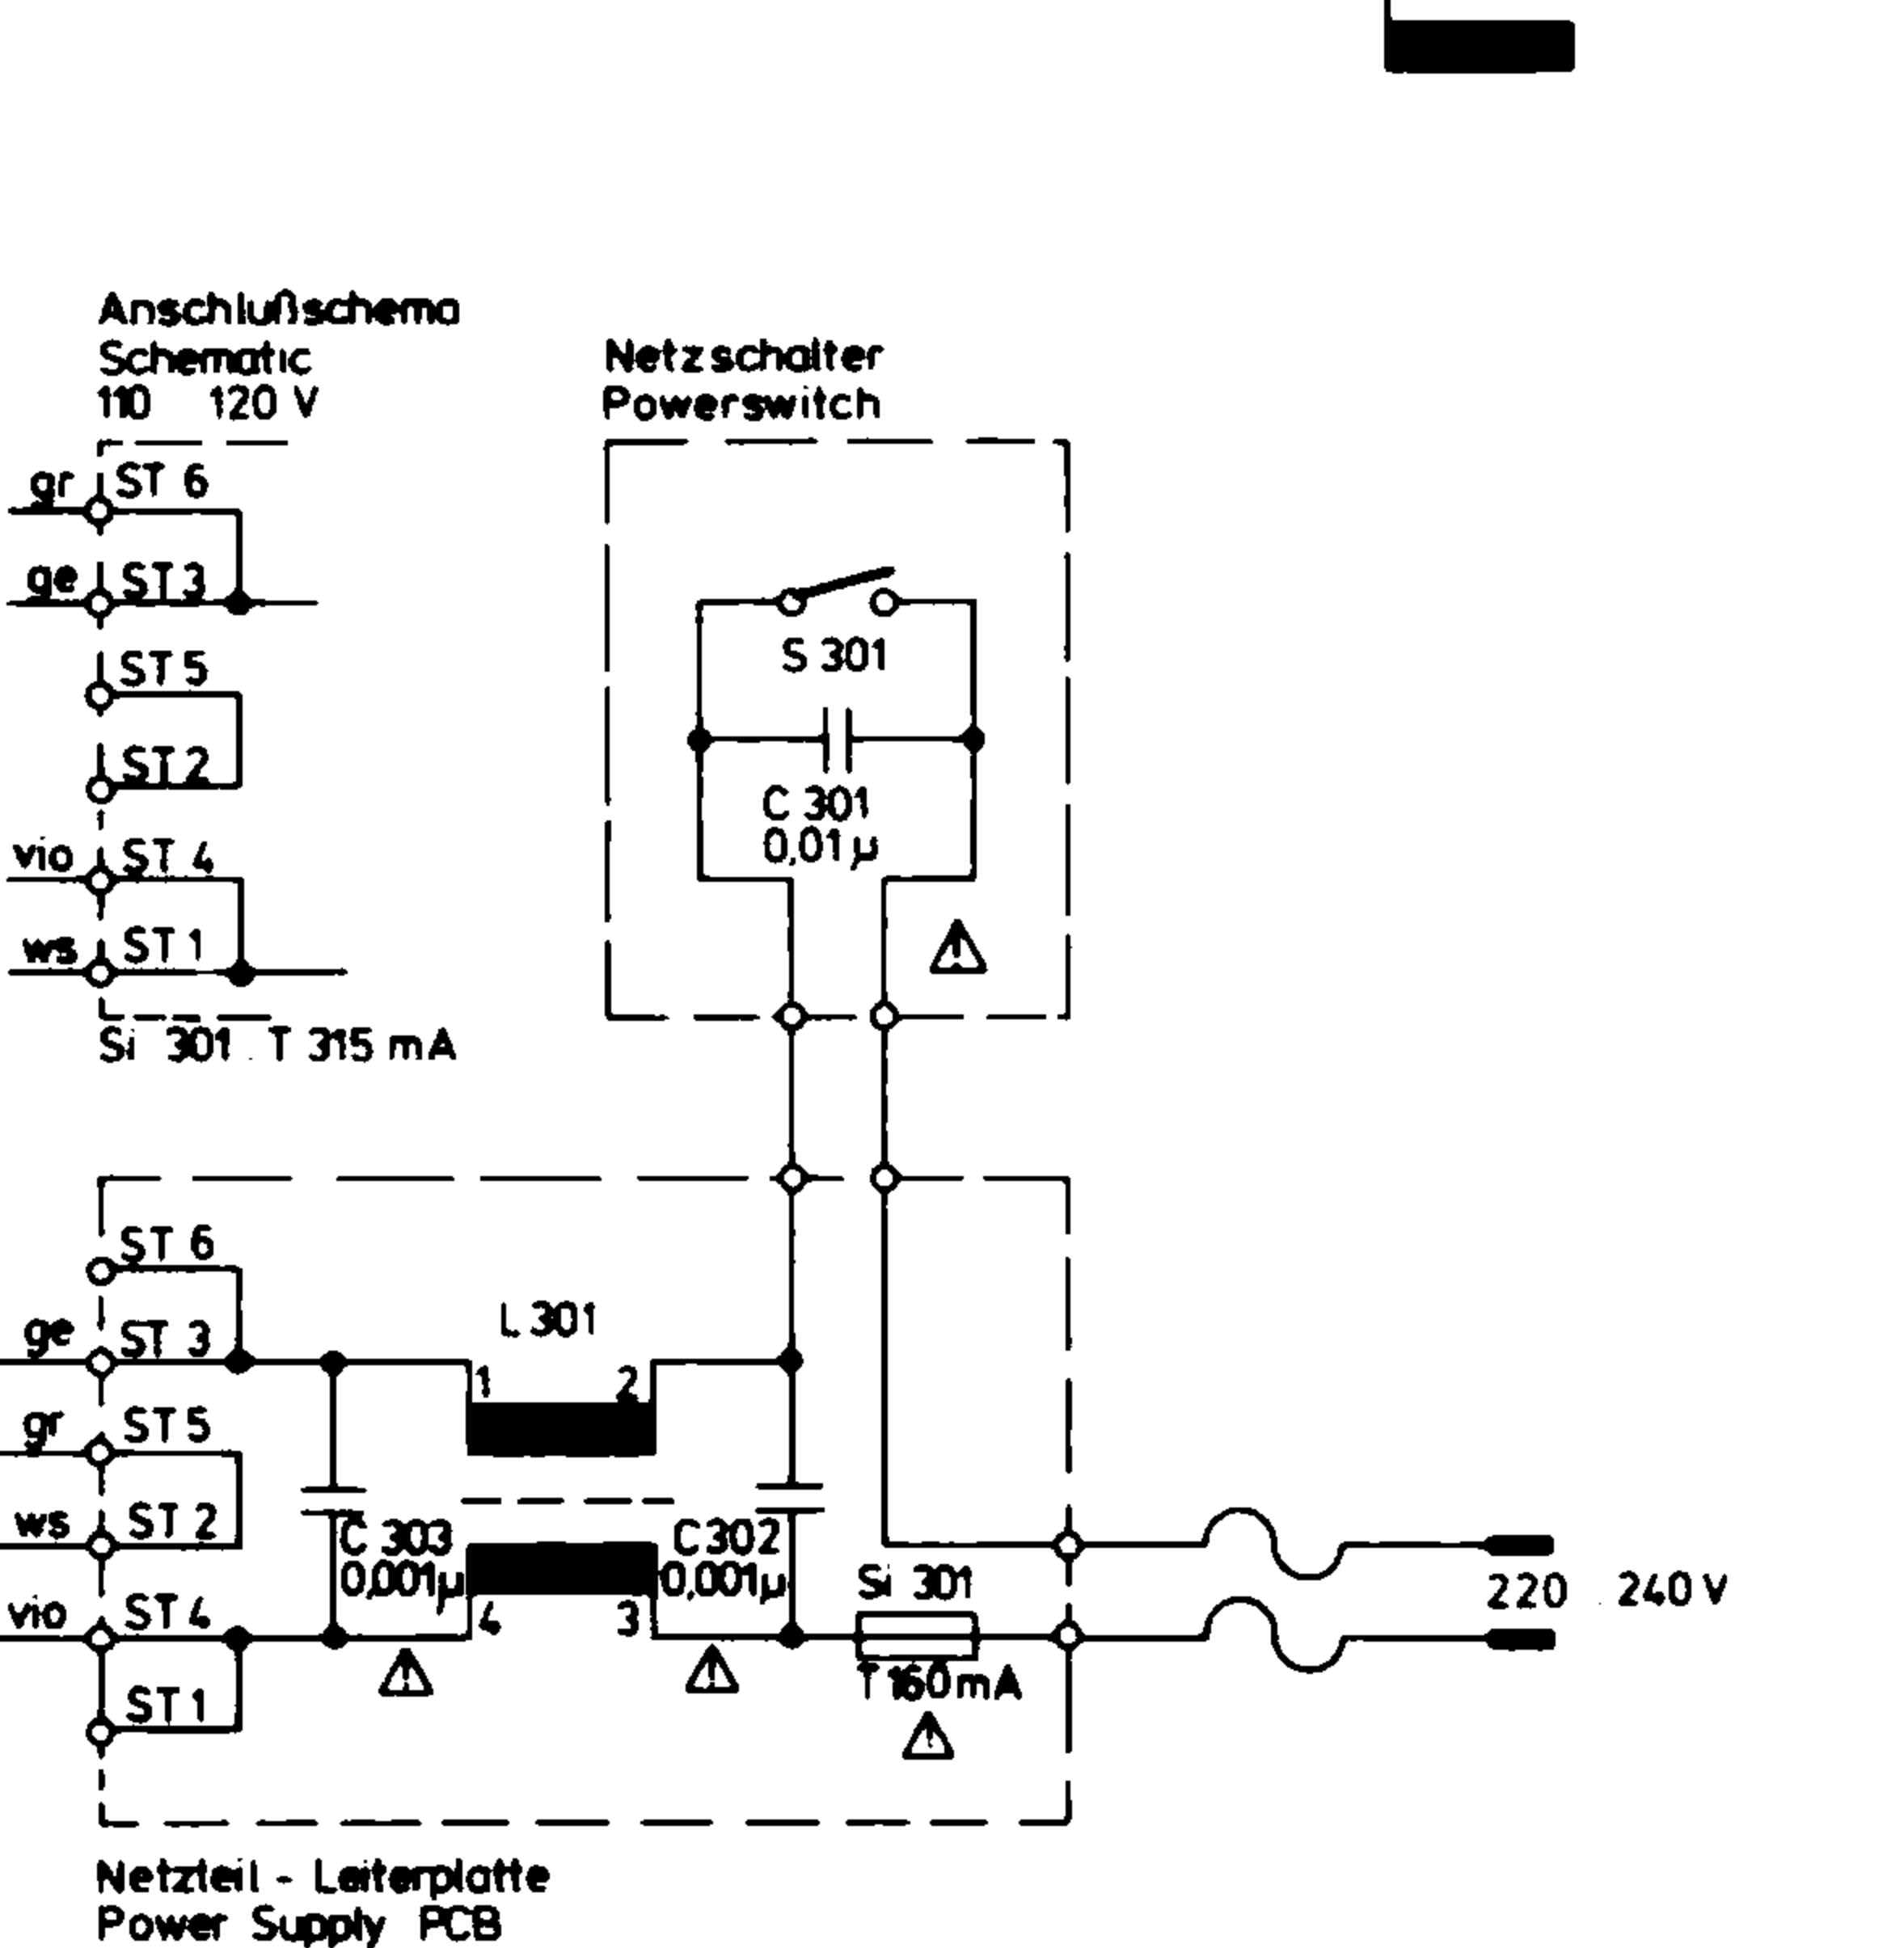 Anschlußschema
Schematic
110 120 V
gr ST 6
ge ST 3
ST 5
ST 2
vio ST 4
ws ST 1
Si 301 T 315 mA
Netzschalter
Powerswitch
S 301
C 301
0,01 µ
ST 6
L 301
ge ST 3
1 2
gr ST 5
ws ST 2
C 303
0,001µ
C 302
0,001µ
Si 301
220 240 V
vio ST 4
4 3
T 160 mA
ST 1
Netzteil - Leiterplatte
Power Supply PCB